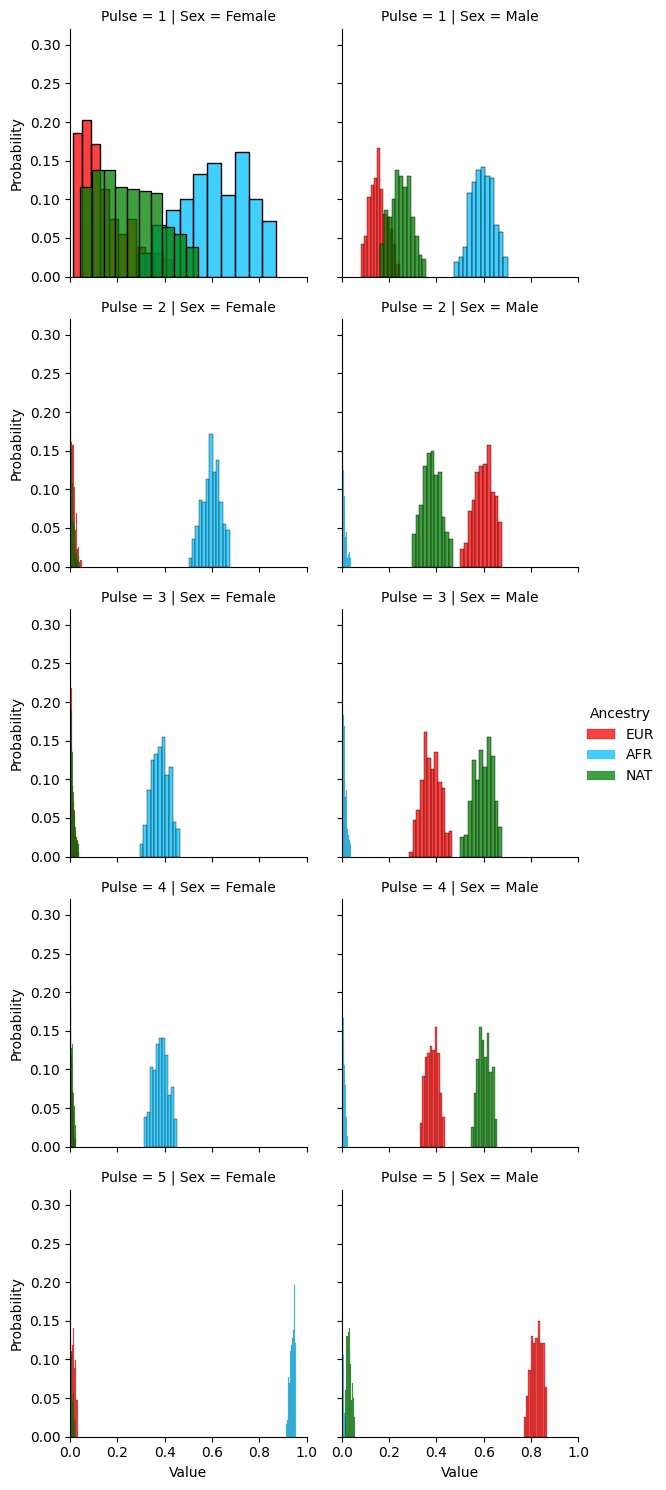 Pulse = 1 | Sex = Female
Pulse = 1 | Sex = Male
0.30
0.25
0.20
0.15
0.10
0.05
0.00
Probability
Pulse = 2 | Sex = Female
Pulse = 2 | Sex = Male
0.30
0.25
0.20
0.15
0.10
0.05
0.00
Probability
Pulse = 3 | Sex = Female
Pulse = 3 | Sex = Male
0.30
0.25
0.20
0.15
0.10
0.05
0.00
Probability
Ancestry
EUR
AFR
NAT
Pulse = 4 | Sex = Female
Pulse = 4 | Sex = Male
0.30
0.25
0.20
0.15
0.10
0.05
0.00
Probability
Pulse = 5 | Sex = Female
Pulse = 5 | Sex = Male
0.30
0.25
0.20
0.15
0.10
0.05
0.00
Probability
0.0 0.2 0.4 0.6 0.8 1.0
Value
0.0 0.2 0.4 0.6 0.8 1.0
Value